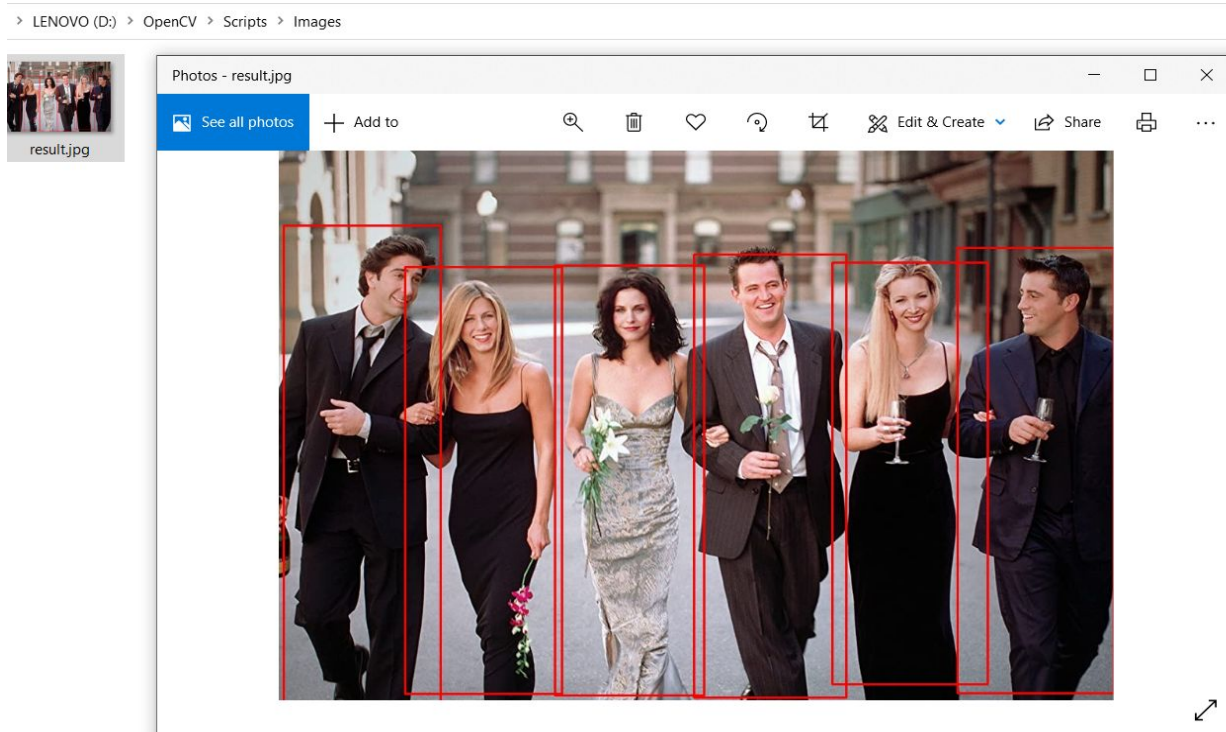 > LENOVO (D:) > OpenCV > Scripts > Images
result.jpg
Photos - result.jpg
See all photos
Add to
Edit & Create
Share